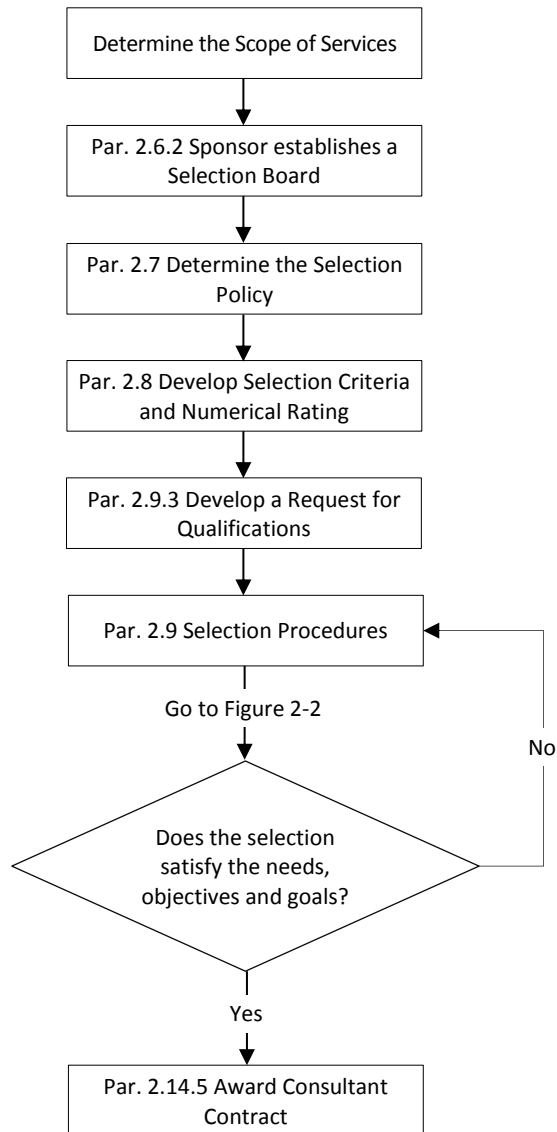 Determine the Scope of Services
Par. 2.6.2 Sponsor establishes a
Selection Board
Par. 2.7 Determine the Selection
Policy
Par. 2.8 Develop Selection Criteria
and Numerical Rating
Par. 2.9.3 Develop a Request for
Qualifications
Par. 2.9 Selection Procedures
Go to Figure 2-2
No
Does the selection
satisfy the needs,
objectives and goals?
Yes
Par. 2.14.5 Award Consultant
Contract